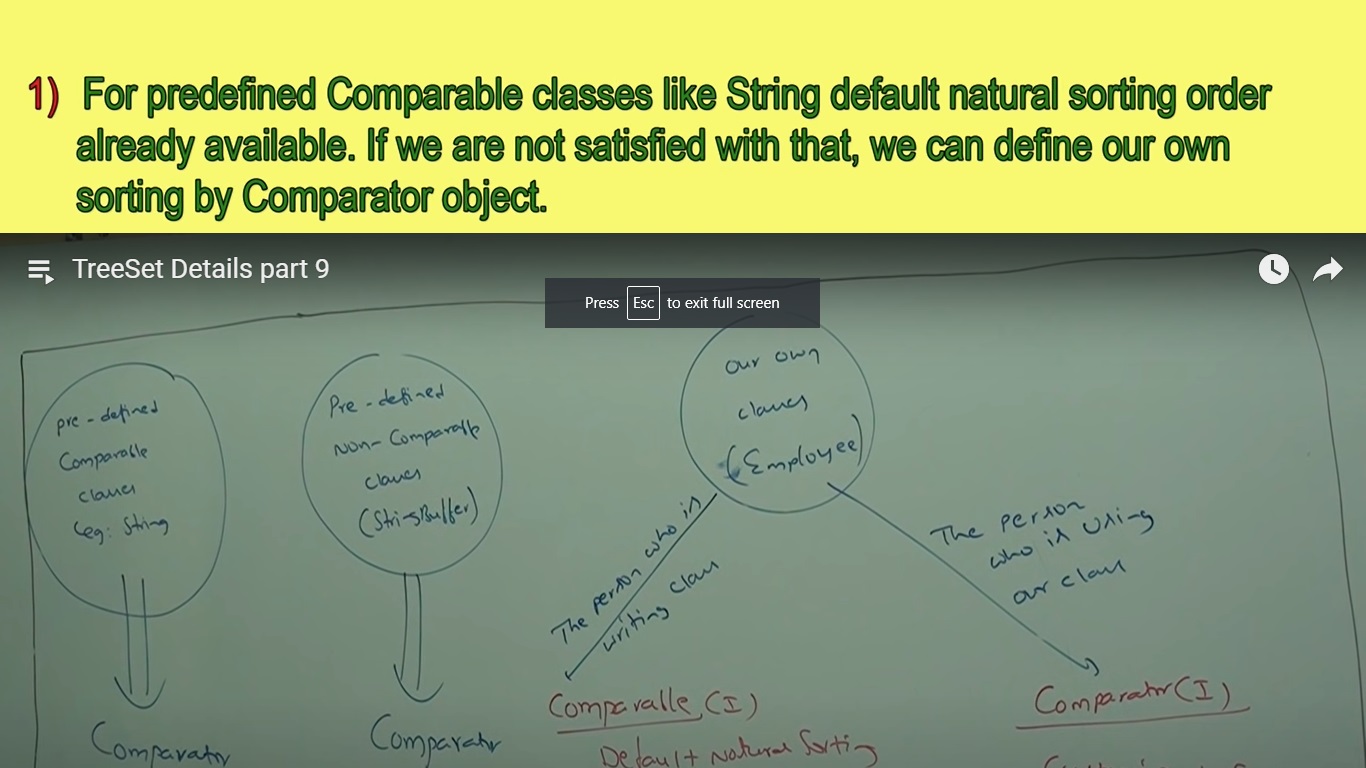 1) For predefined Comparable classes like String default natural sorting order
already available. If we are not satisfied with that, we can define our own
sorting by Comparator object.
TreeSet Details part 9
Press Esc to exit full screen
pre-defined
Comparable
classes
(eg: String
Pre-defined
non-Comparable
classes
(StringBuffer)
our own
classes
(Employee)
The person who is
writing class
The person
who is using
our class
Comparator
Comparator
Comparable (I)
Default natural Sorting
Comparator (I)